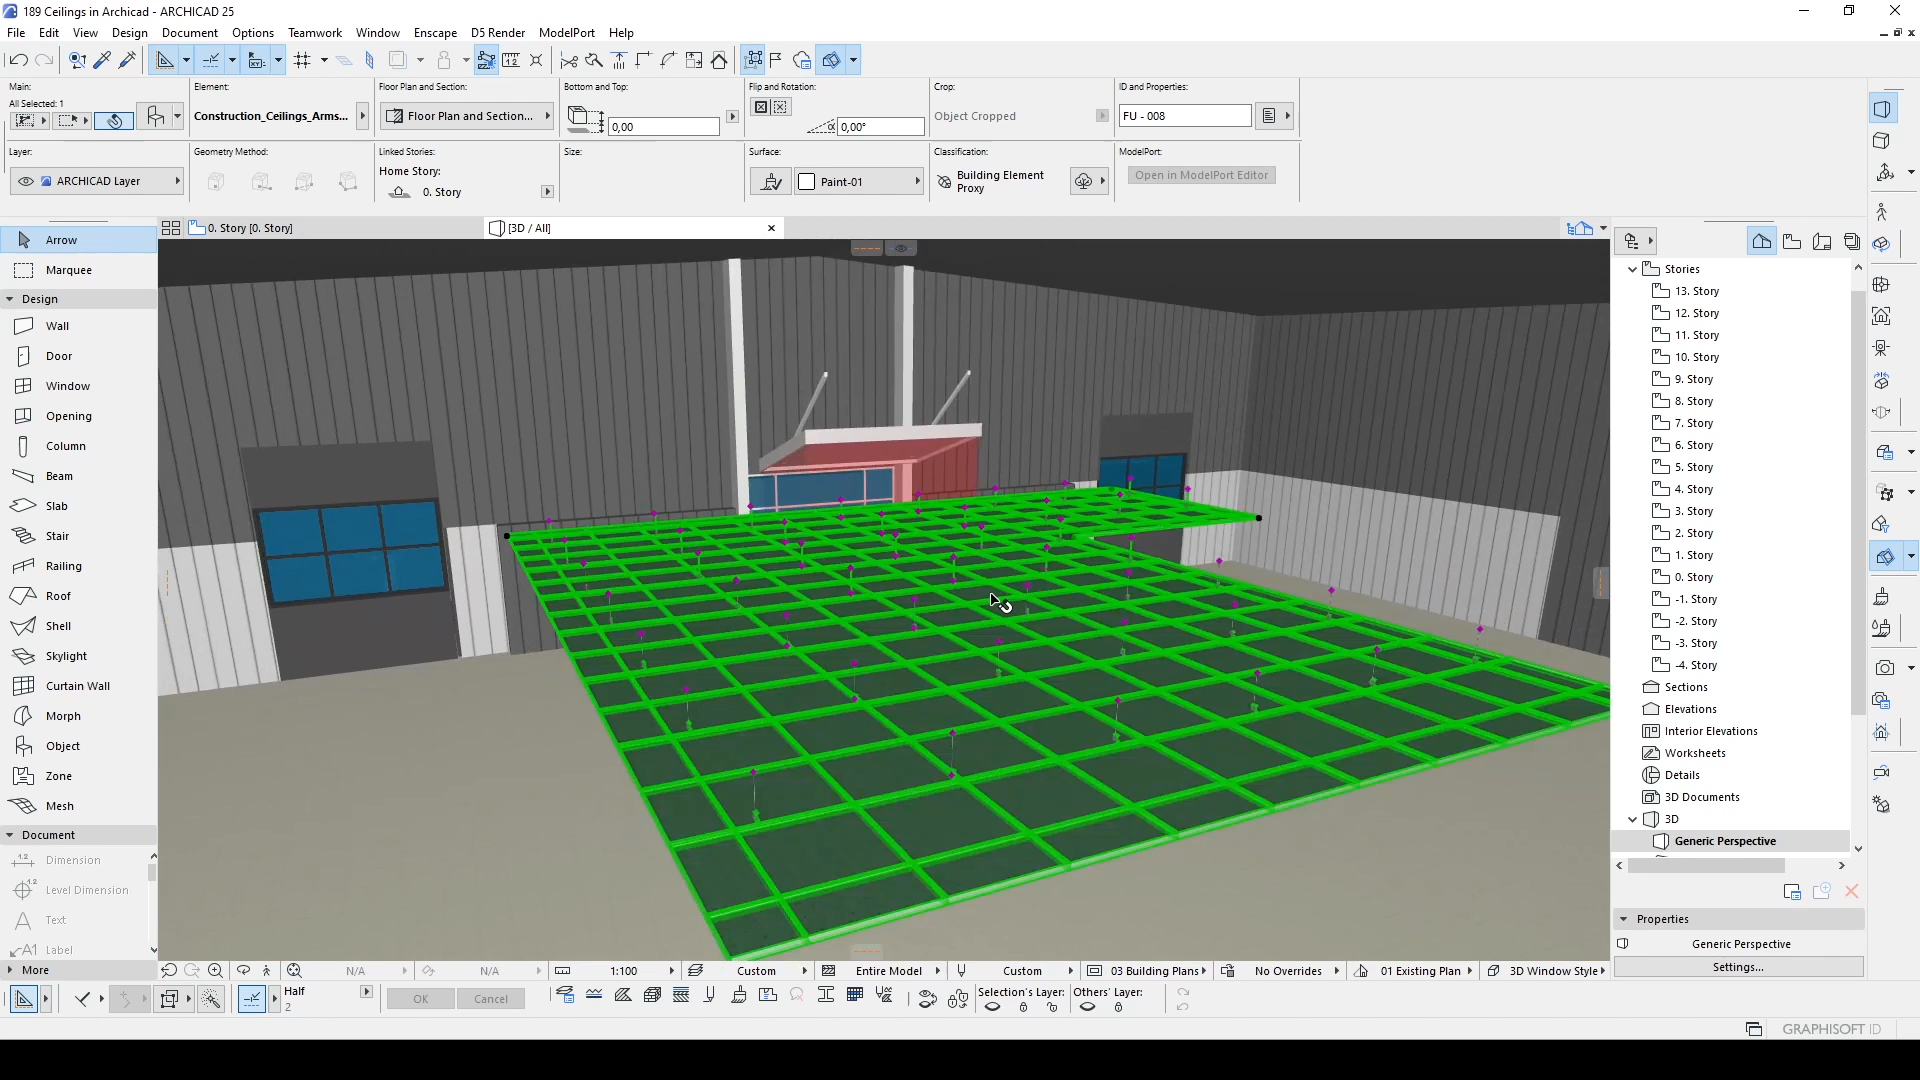 189 Ceilings in Archicad - ARCHICAD 25
File Edit View Design Document Options Teamwork Window Enscape D5 Render ModelPort Help
Main:
All Selected: 1
Element:
Construction_Ceilings_Arms...
Floor Plan and Section:
Floor Plan and Section...
Bottom and Top:
0,00
Flip and Rotation:
α 0,00°
Crop:
Object Cropped
ID and Properties:
FU - 008
Layer:
ARCHICAD Layer
Geometry Method:
Linked Stories:
Home Story:
0. Story
Size:
Surface:
Paint-01
Classification:
Building Element
Proxy
ModelPort:
Open in ModelPort Editor
0. Story [0. Story]
[3D / All]
Arrow
Marquee
Design
Wall
Door
Window
Opening
Column
Beam
Slab
Stair
Railing
Roof
Shell
Skylight
Curtain Wall
Morph
Object
Zone
Mesh
Document
Dimension
Level Dimension
Text
Label
More
Stories
13. Story
12. Story
11. Story
10. Story
9. Story
8. Story
7. Story
6. Story
5. Story
4. Story
3. Story
2. Story
1. Story
0. Story
-1. Story
-2. Story
-3. Story
-4. Story
Sections
Elevations
Interior Elevations
Worksheets
Details
3D Documents
3D
Generic Perspective
Properties
Generic Perspective
Settings...
N/A N/A 1:100 Custom Entire Model Custom 03 Building Plans No Overrides 01 Existing Plan 3D Window Style
Half
2
OK Cancel
Selection's Layer: Others' Layer:
GRAPHISOFT ID